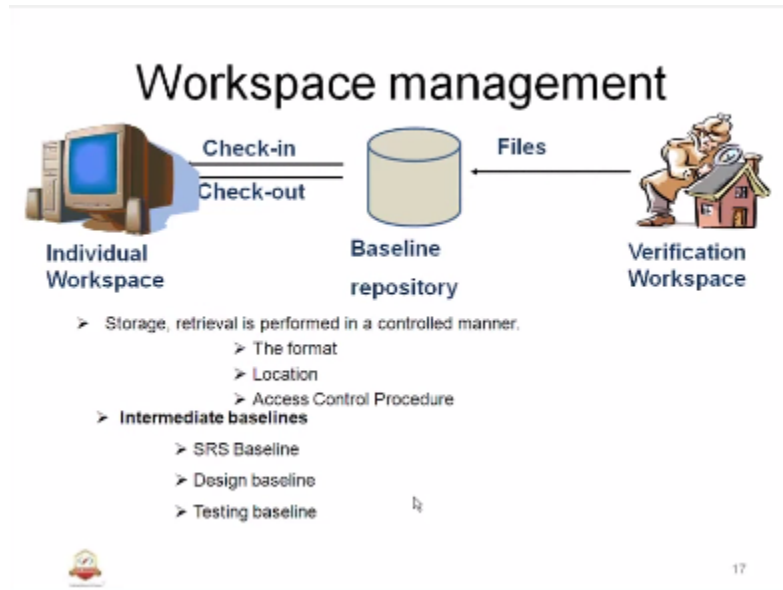 Workspace management
Check-in
Files
Check-out
Individual
Workspace
Baseline
repository
Verification
Workspace
➢ Storage, retrieval is performed in a controlled manner.
➢ The format
➢ Location
➢ Access Control Procedure
➢ Intermediate baselines
➢ SRS Baseline
➢ Design baseline
➢ Testing baseline
17